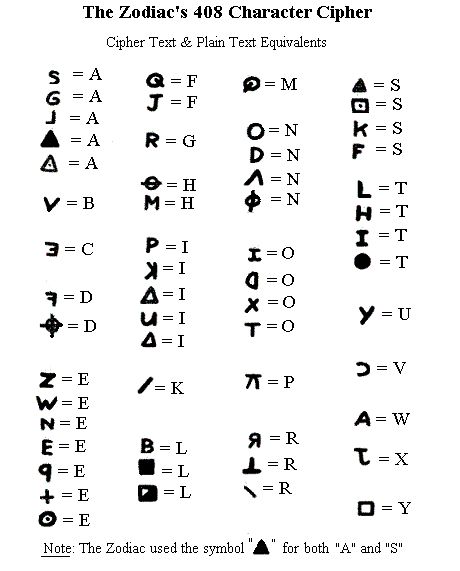 The Zodiac's 408 Character Cipher
Cipher Text & Plain Text Equivalents
S = A
G = A
⅃ = A
▲ = A
◬ = A
V = B
Ǝ = C
ꟻ = D
⌖ = D
Z = E
W = E
N = E
E = E
q = E
+ = E
⊙ = E
Q = F
J = F
R = G
⊖ = H
M = H
P = I
ʞ = I
△ = I
U = I
∆ = I
/ = K
B = L
■ = L
◪ = L
= M
O = N
D = N
Λ = N
Φ = N
I = O
ᗡ = O
X = O
T = O
π = P
Я = R
⊥ = R
\ = R
▲ = S
⊡ = S
K = S
F = S
L = T
H = T
I = T
● = T
Y = U
Ɔ = V
A = W
τ = X
□ = Y
Note: The Zodiac used the symbol "▲" for both "A" and "S"